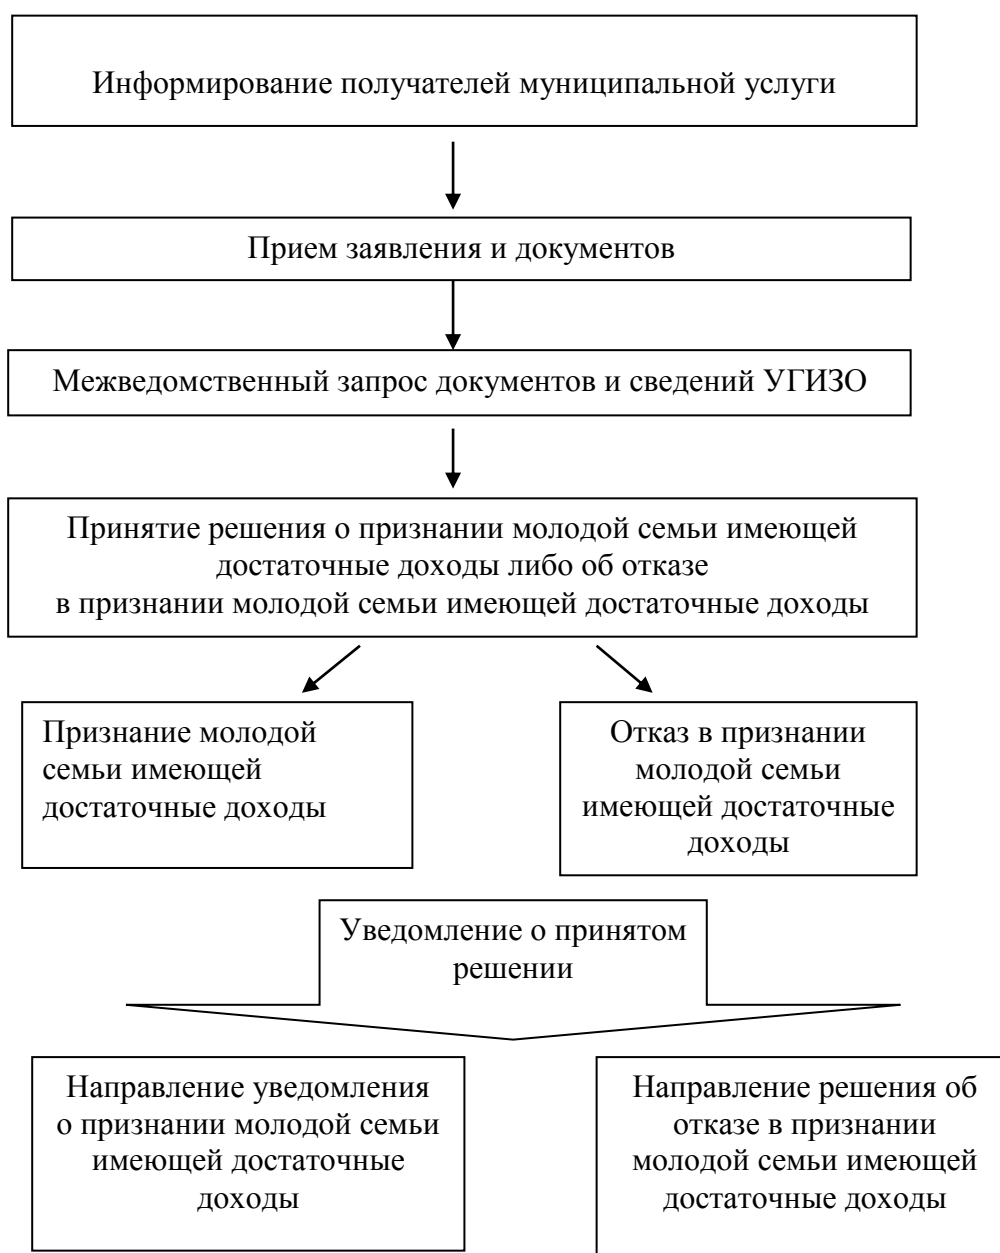 Информирование получателей муниципальной услуги
Прием заявления и документов
Межведомственный запрос документов и сведений УГИЗО
Принятие решения о признании молодой семьи имеющей
достаточные доходы либо об отказе
в признании молодой семьи имеющей достаточные доходы
Признание молодой
семьи имеющей
достаточные доходы
Отказ в признании
молодой семьи
имеющей достаточные
доходы
Уведомление о принятом
решении
Направление уведомления
о признании молодой семьи
имеющей достаточные
доходы
Направление решения об
отказе в признании
молодой семьи имеющей
достаточные доходы